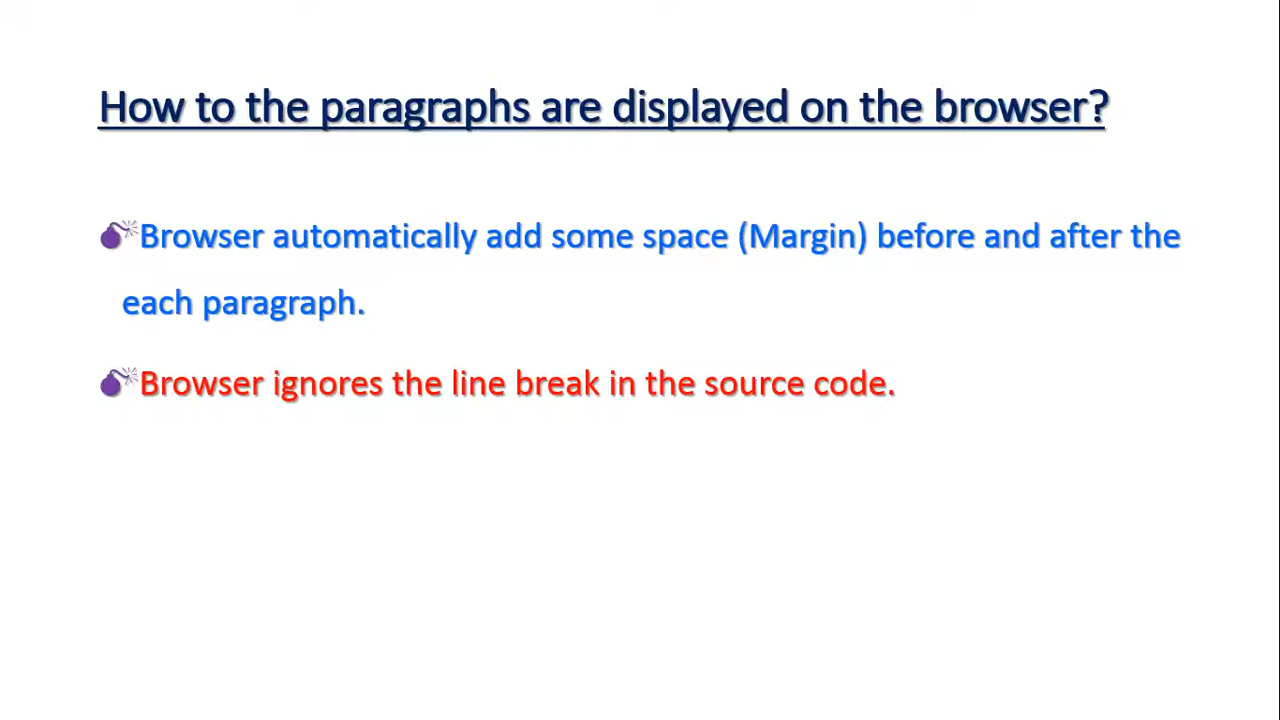 How to the paragraphs are displayed on the browser?
💣Browser automatically add some space (Margin) before and after the
each paragraph.
💣Browser ignores the line break in the source code.